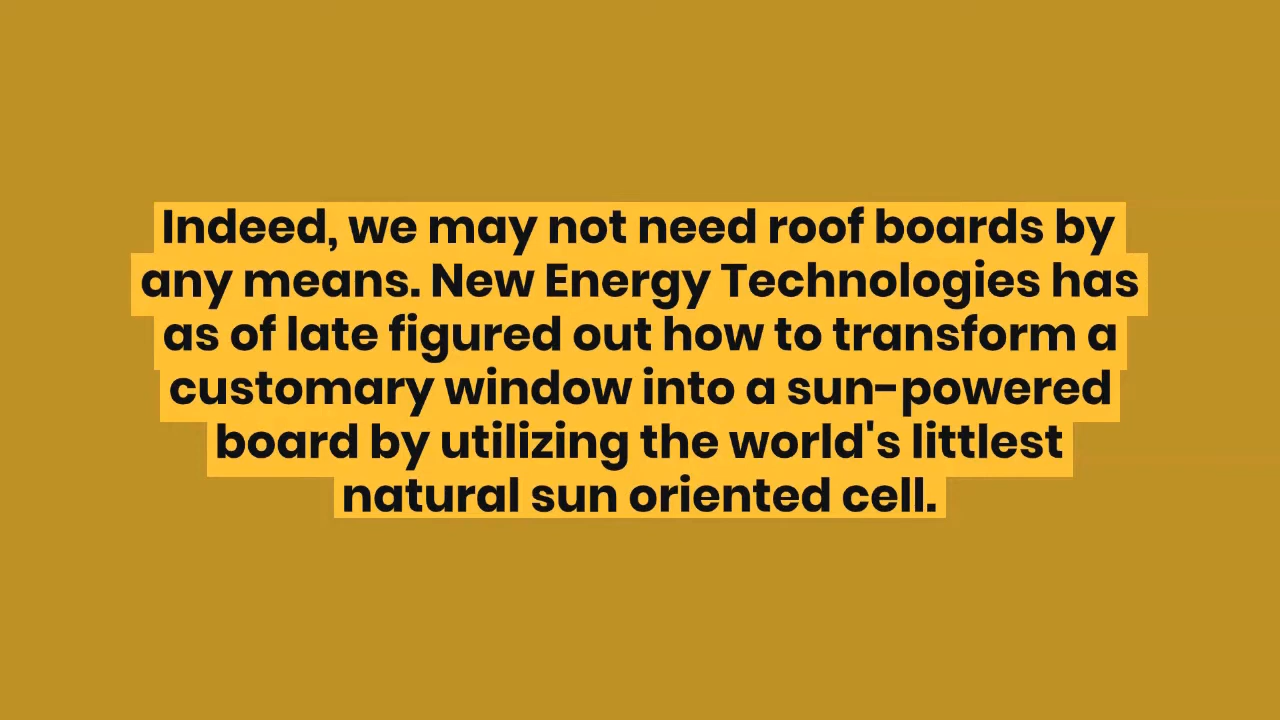 Indeed, we may not need roof boards by
any means. New Energy Technologies has
as of late figured out how to transform a
customary window into a sun-powered
board by utilizing the world's littlest
natural sun oriented cell.